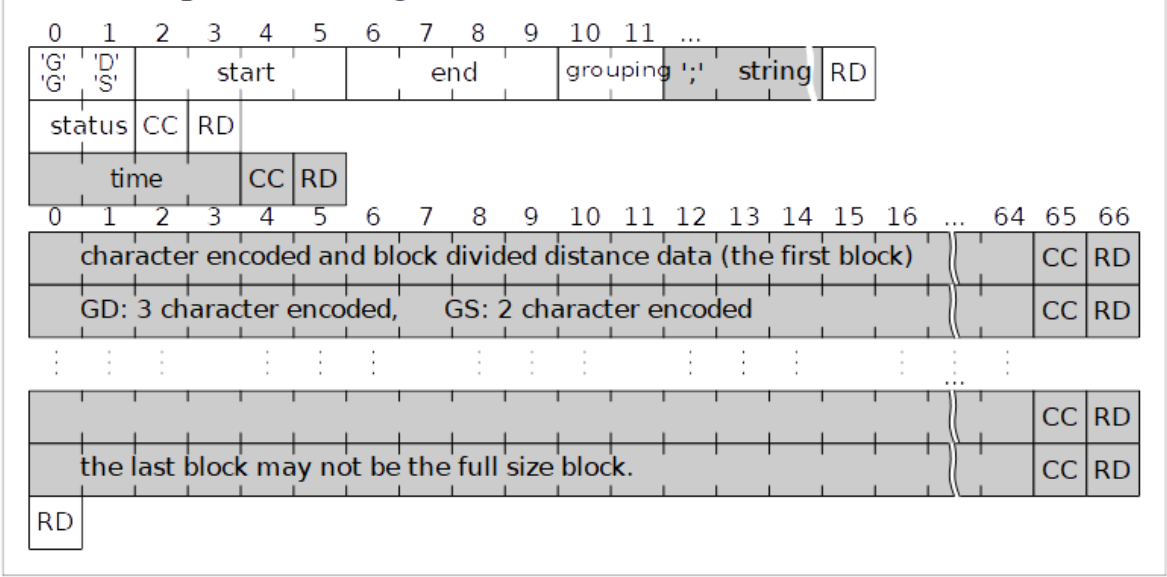 0 1 2 3 4 5 6 7 8 9 10 11 ...
'G' 'D' start end grouping ';' string RD
'G' 'S'
status CC RD
time CC RD
0 1 2 3 4 5 6 7 8 9 10 11 12 13 14 15 16 ... 64 65 66
character encoded and block divided distance data (the first block) CC RD
GD: 3 character encoded, GS: 2 character encoded CC RD
...
CC RD
the last block may not be the full size block. CC RD
RD